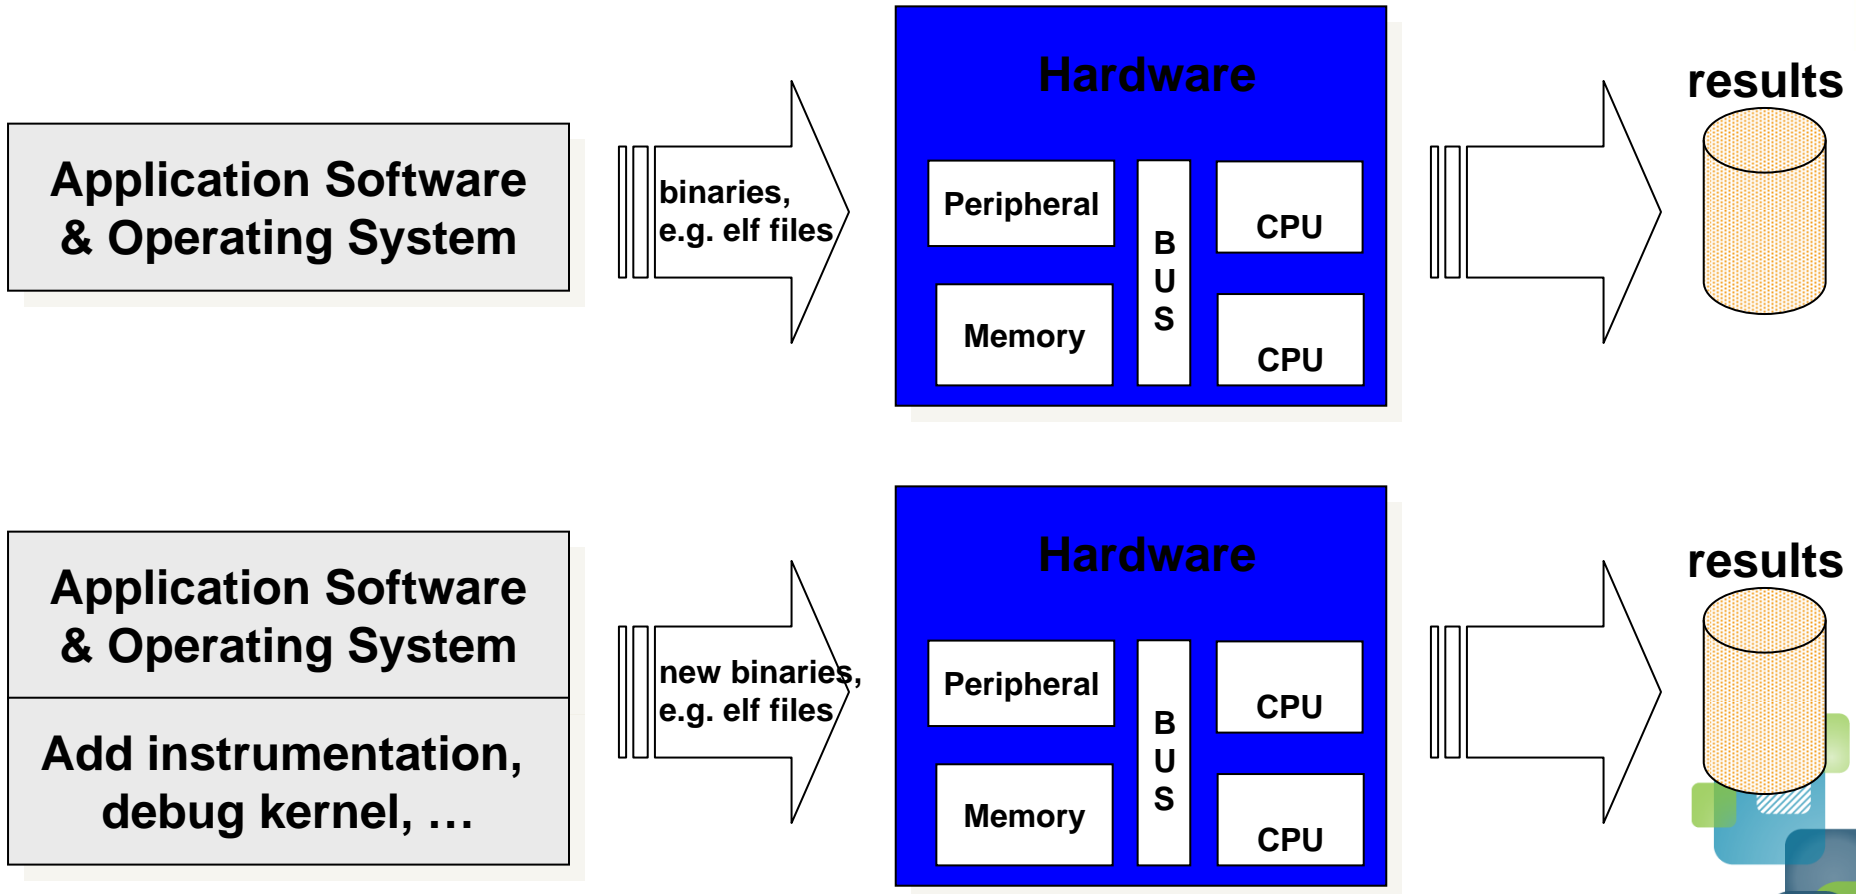 Application Software
& Operating System
binaries,
e.g. elf files
Hardware
Peripheral
Memory
B
U
S
CPU
CPU
results
Application Software
& Operating System
Add instrumentation,
debug kernel, …
new binaries,
e.g. elf files
Hardware
Peripheral
Memory
B
U
S
CPU
CPU
results